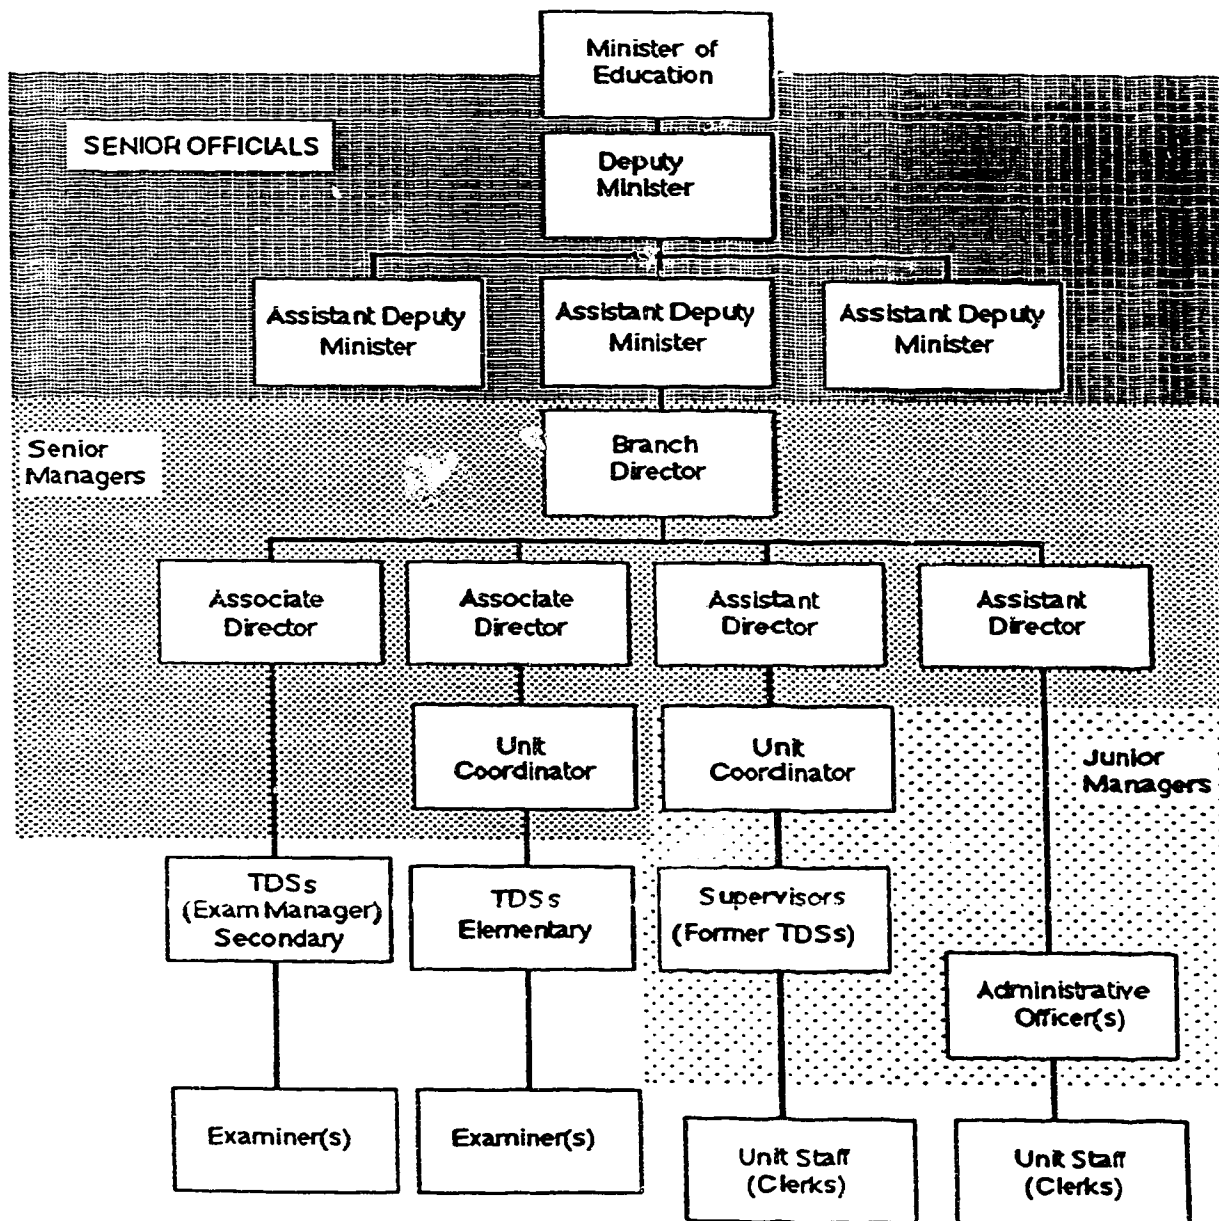 Minister of
Education
SENIOR OFFICIALS
Deputy
Minister
Assistant Deputy
Minister
Assistant Deputy
Minister
Assistant Deputy
Minister
Senior
Managers
Branch
Director
Associate
Director
Associate
Director
Assistant
Director
Assistant
Director
Unit
Coordinator
Unit
Coordinator
Junior
Managers
TDSs
(Exam Manager)
Secondary
TDSs
Elementary
Supervisors
(Former TDSs)
Administrative
Officer(s)
Examiner(s)
Examiner(s)
Unit Staff
(Clerks)
Unit Staff
(Clerks)